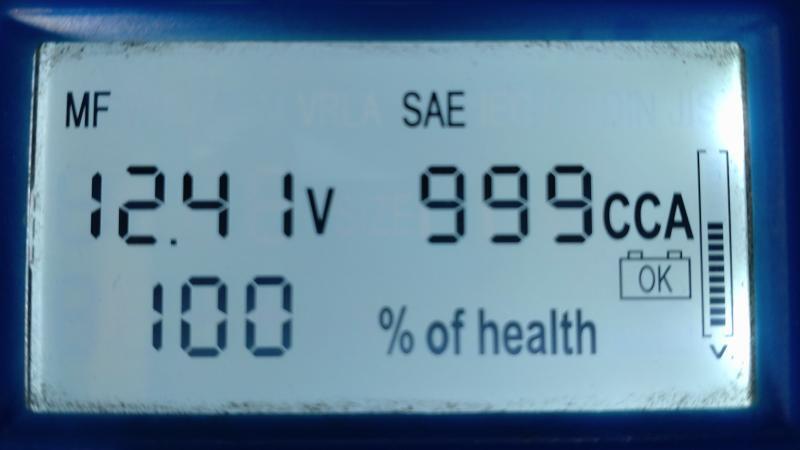 MF SAE
12.41V 999CCA
OK
100 % of health